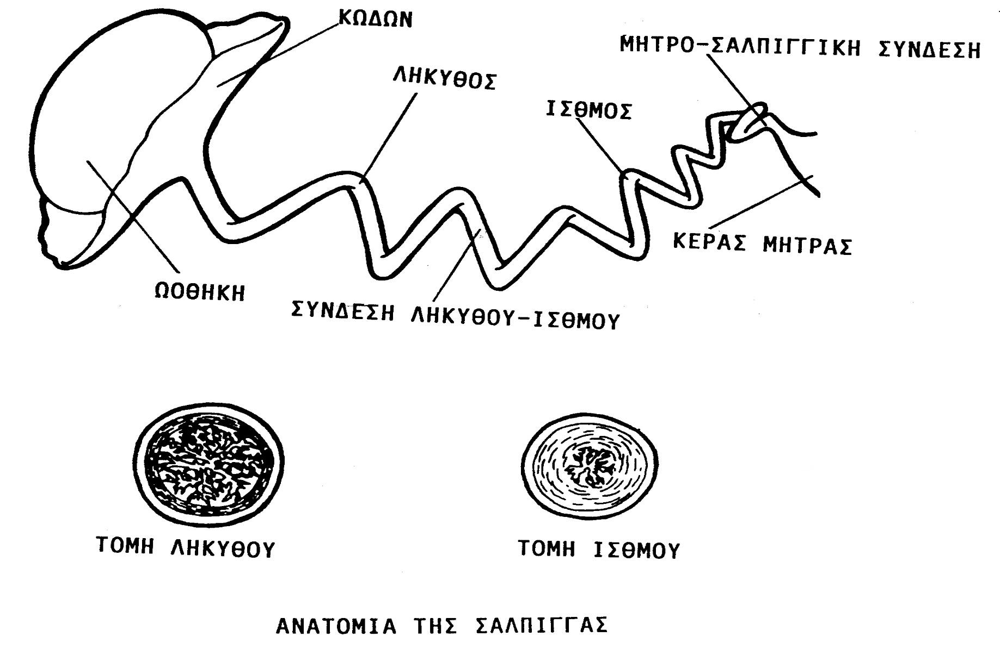 ΚΩΔΩΝ
ΜΗΤΡΟ-ΣΑΛΠΙΓΓΙΚΗ ΣΥΝΔΕΣΗ
ΛΗΚΥΘΟΣ
ΙΣΘΜΟΣ
ΚΕΡΑΣ ΜΗΤΡΑΣ
ΩΟΘΗΚΗ
ΣΥΝΔΕΣΗ ΛΗΚΥΘΟΥ-ΙΣΘΜΟΥ
ΤΟΜΗ ΛΗΚΥΘΟΥ
ΤΟΜΗ ΙΣΘΜΟΥ
ΑΝΑΤΟΜΙΑ ΤΗΣ ΣΑΛΠΙΓΓΑΣ